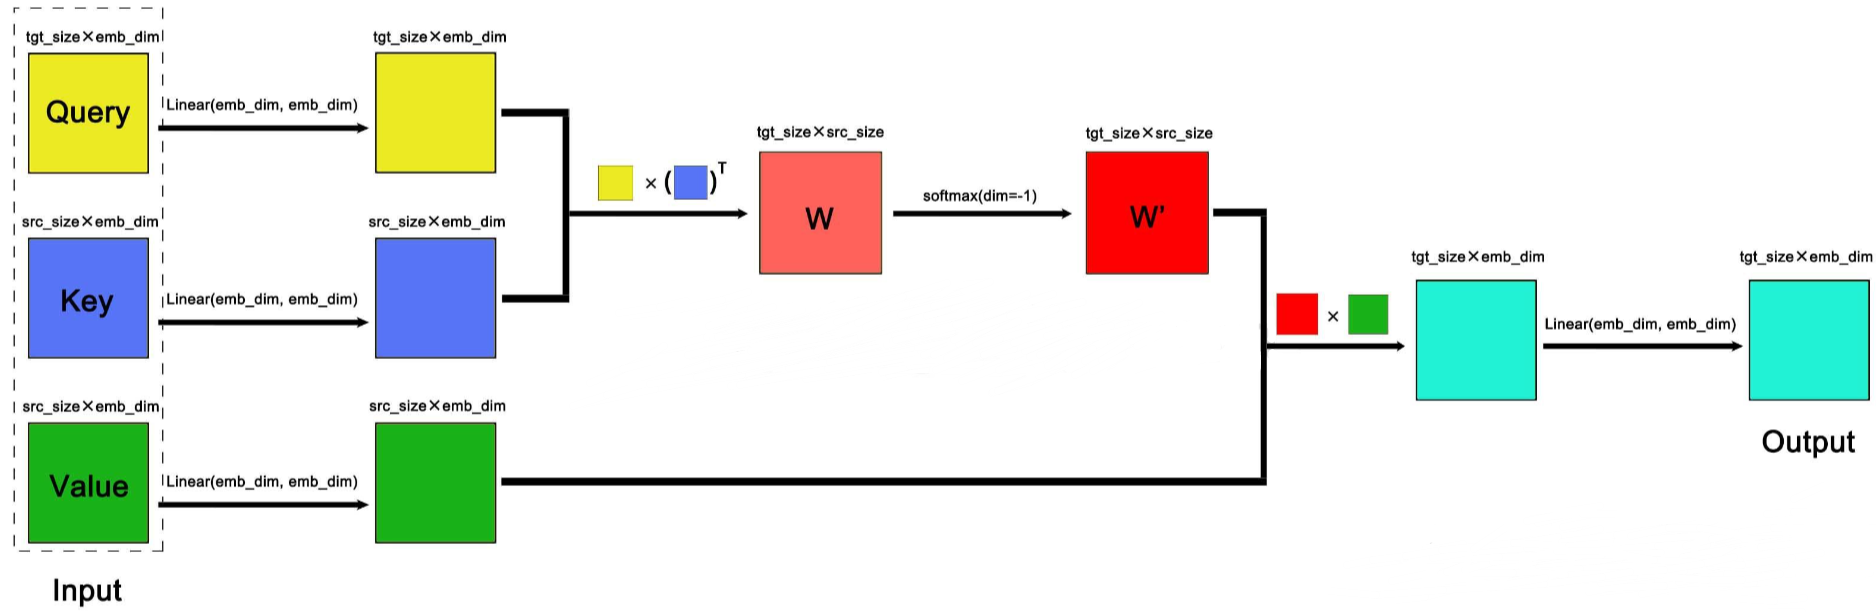 tgt_size×emb_dim
Query
Linear(emb_dim, emb_dim)
tgt_size×emb_dim
src_size×emb_dim
Key
Linear(emb_dim, emb_dim)
src_size×emb_dim
src_size×emb_dim
Value
Linear(emb_dim, emb_dim)
src_size×emb_dim
Input
× ( )T
tgt_size×src_size
W
softmax(dim=-1)
tgt_size×src_size
W’
×
tgt_size×emb_dim
Linear(emb_dim, emb_dim)
tgt_size×emb_dim
Output